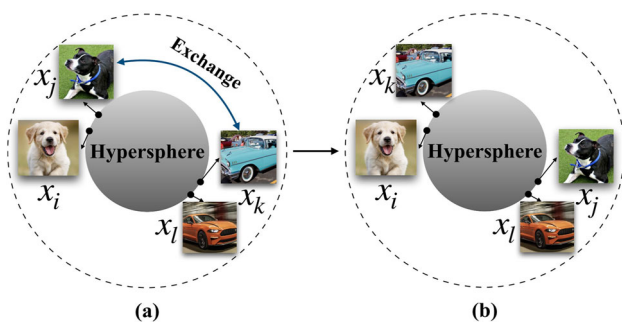 x_j
Exchange
Hypersphere
x_i
x_k
x_l
(a)
x_k
Hypersphere
x_i
x_j
x_l
(b)